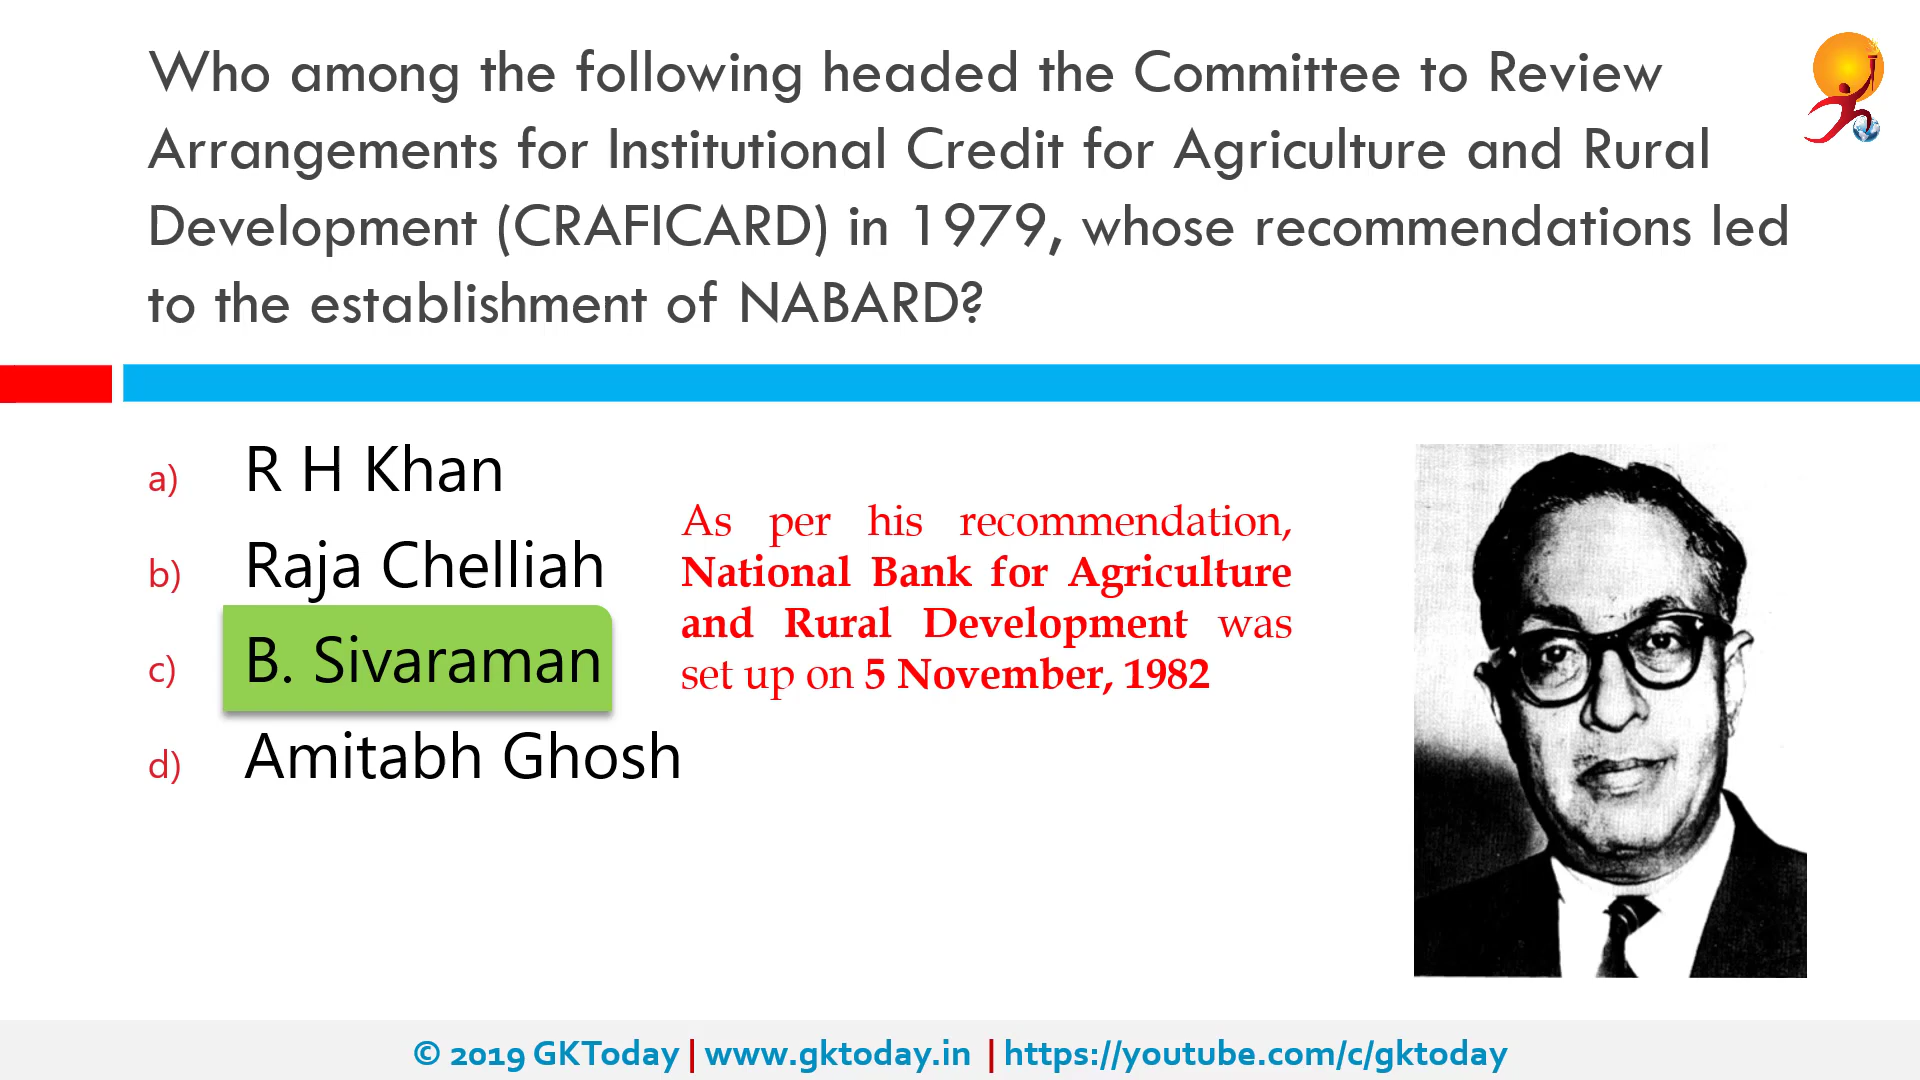 Who among the following headed the Committee to Review
Arrangements for Institutional Credit for Agriculture and Rural
Development (CRAFICARD) in 1979, whose recommendations led
to the establishment of NABARD?
a) R H Khan
b) Raja Chelliah
c) B. Sivaraman
d) Amitabh Ghosh
As per his recommendation,
National Bank for Agriculture
and Rural Development was
set up on 5 November, 1982
© 2019 GKToday | www.gktoday.in | https://youtube.com/c/gktoday